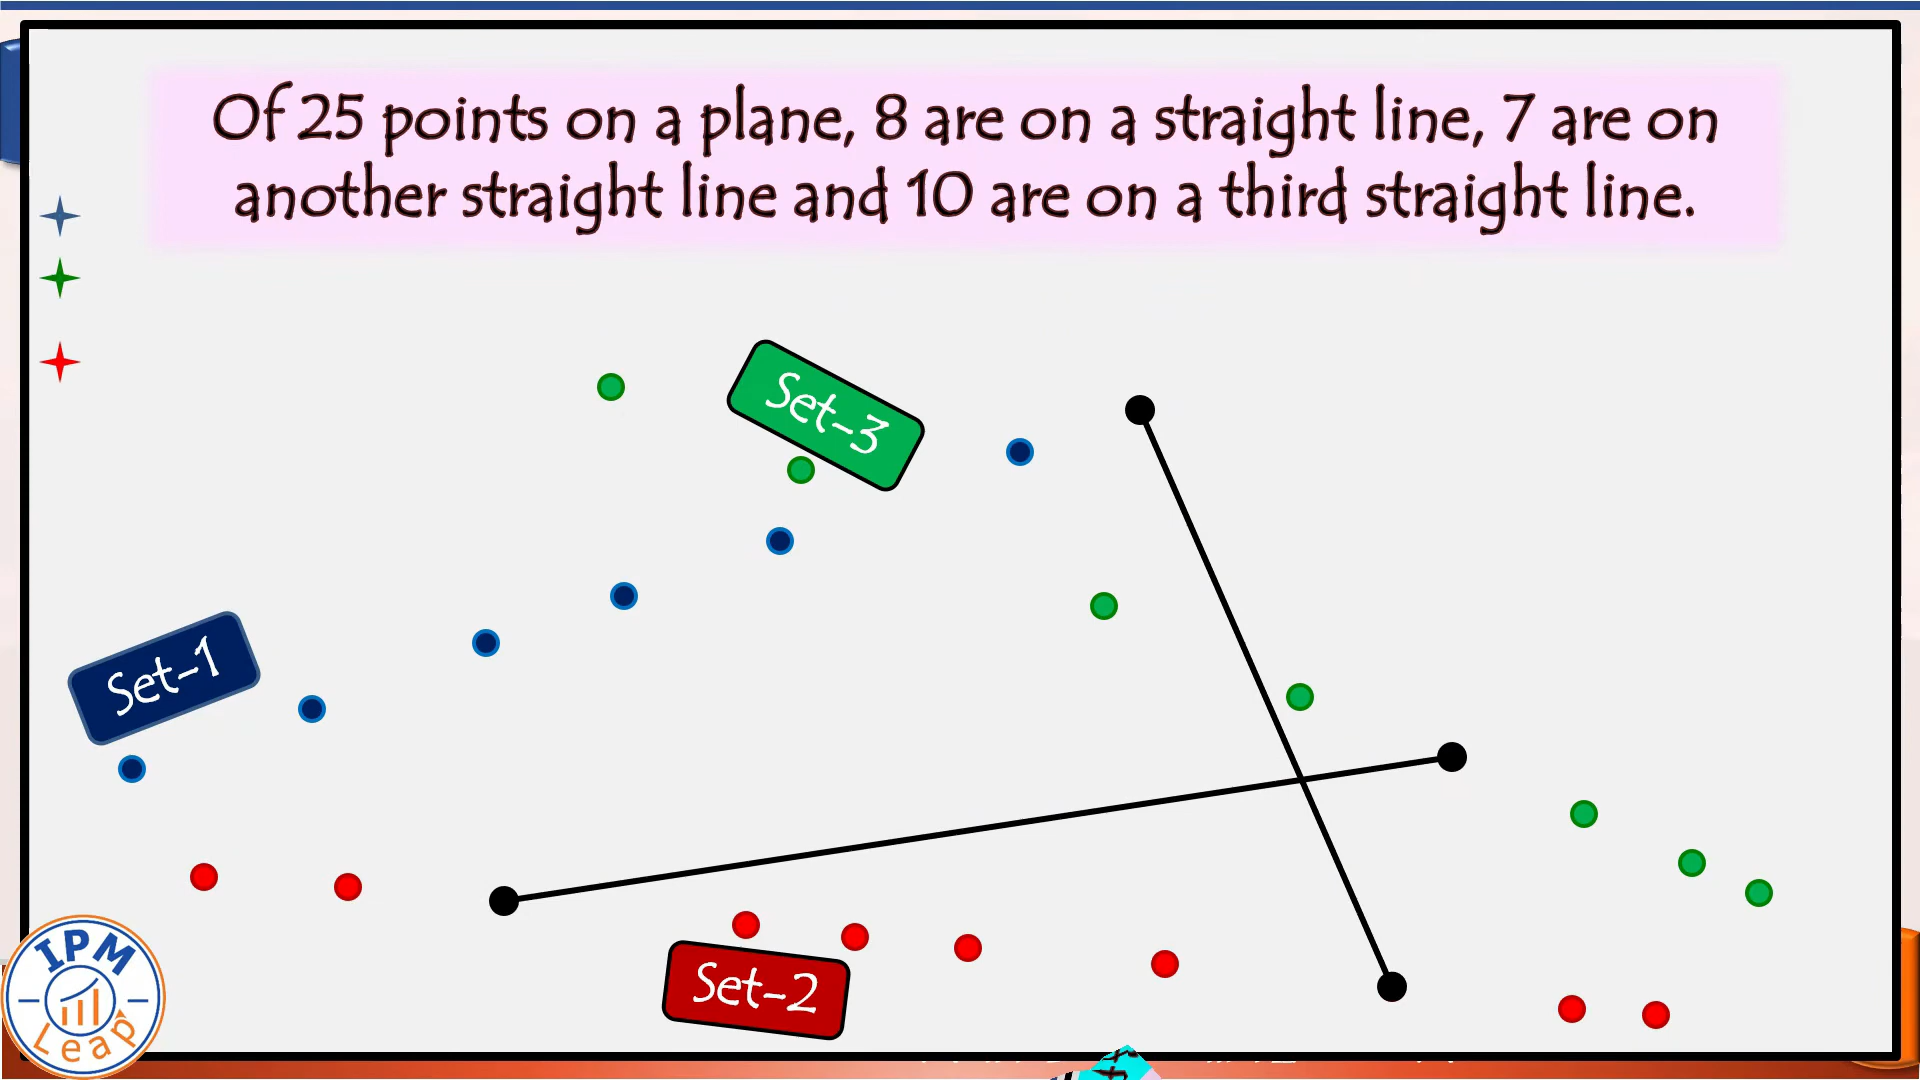 Of 25 points on a plane, 8 are on a straight line, 7 are on
another straight line and 10 are on a third straight line.
Set-3
Set-1
Set-2
IPM
Leap